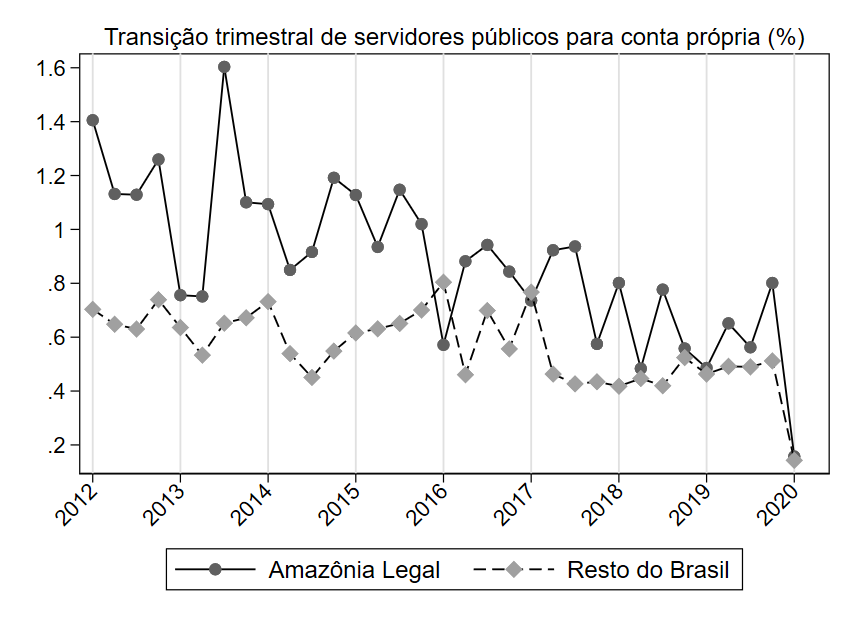 Transição trimestral de servidores públicos para conta própria (%)
1.6
1.4
1.2
1
.8
.6
.4
.2
2012 2013 2014 2015 2016 2017 2018 2019 2020
Amazônia Legal Resto do Brasil